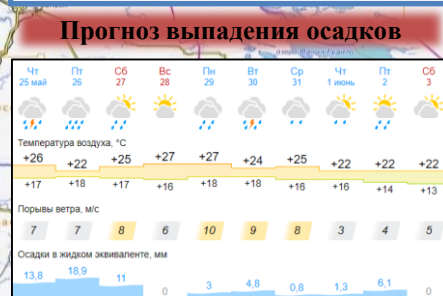 Прогноз выпадения осадков
Чт Пт Сб Вс Пн Вт Ср Чт Пт Сб
25 май 26 27 28 29 30 31 1 июнь 2 3
Температура воздуха, °C
+26 +22 +25 +27 +27 +24 +25 +22 +22 +22
+17 +18 +17 +16 +18 +18 +16 +16 +14 +13
Порывы ветра, м/с
7 7 8 6 10 9 8 3 4 5
Осадки в жидком эквиваленте, мм
13,8 18,9 11 0 3 4,8 0,8 1,3 6,1 0